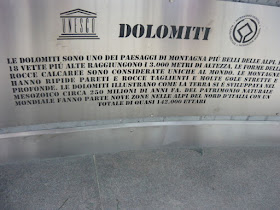 UNESCO
DOLOMITI
LE DOLOMITI SONO UNO DEI PAESAGGI DI MONTAGNA PIÙ BELLI DELLE ALPI. LE
18 VETTE PIÙ ALTE RAGGIUNGONO I 3.000 METRI DI ALTEZZA. LE FORME DELLE
ROCCE CALCAREE SONO CONSIDERATE UNICHE AL MONDO. LE MONTAGNE
HANNO RIPIDE PARETI E ROCCE TAGLIENTI E MOLTE GOLE STRETTE E
PROFONDE. LE DOLOMITI ILLUSTRANO COME LA TERRA SI È SVILUPPATA NEL
MESOZOICO CIRCA 250 MILIONI DI ANNI FA. DEL PATRIMONIO NATURALE
MONDIALE FANNO PARTE NOVE ZONE NELLE ALPI DEL NORD D'ITALIA CON UN
TOTALE DI QUASI 142.000 ETTARI